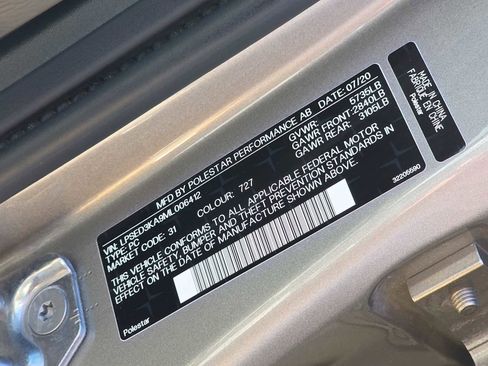 MFD BY POLESTAR PERFORMANCE AB DATE: 07/20
GVWR: 5735LB
GAWR FRONT: 2840LB
GAWR REAR: 3105LB
VIN: LPSED3KA9ML006412
TYPE: PC
MARKET CODE: 31 COLOUR: 727
THIS VEHICLE CONFORMS TO ALL APPLICABLE FEDERAL MOTOR
VEHICLE SAFETY, BUMPER AND THEFT PREVENTION STANDARDS IN
EFFECT ON THE DATE OF MANUFACTURE SHOWN ABOVE.
32206590
Polestar
MADE IN CHINA
FABRIQUÉ EN CHINE
Polestar